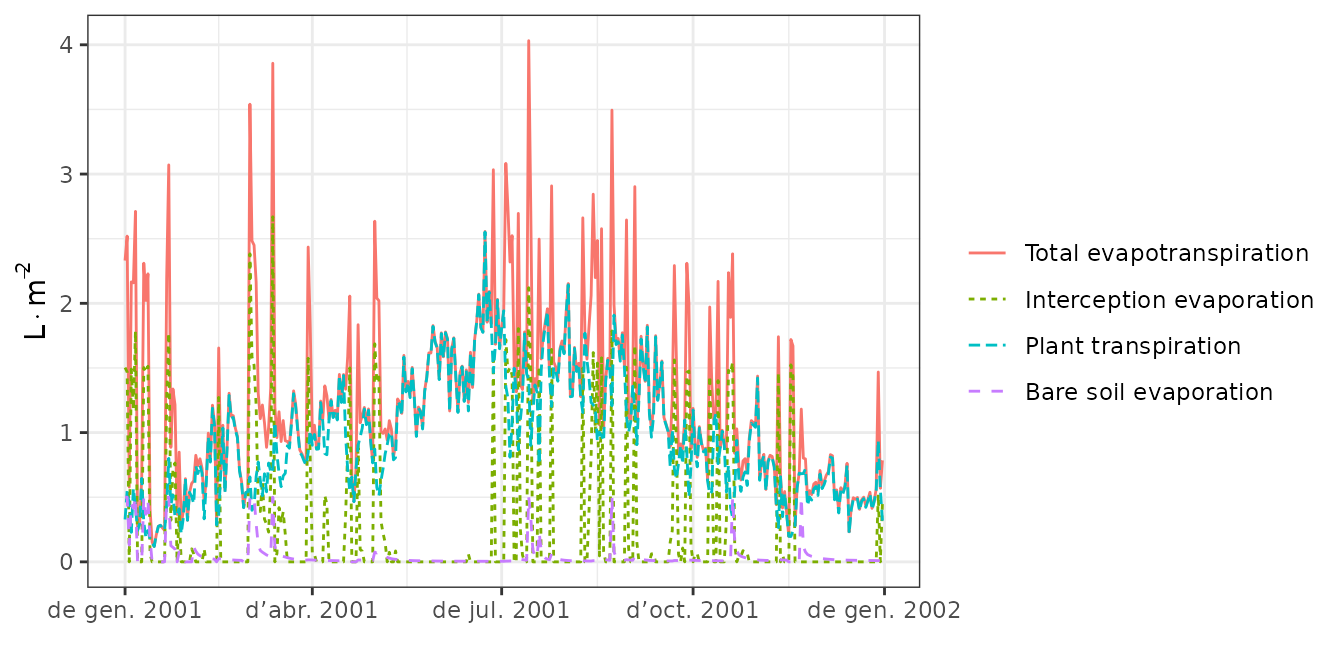 L · m⁻²
4
3
2
1
0
de gen. 2001 d’abr. 2001 de jul. 2001 d’oct. 2001 de gen. 2002
Total evapotranspiration
Interception evaporation
Plant transpiration
Bare soil evaporation